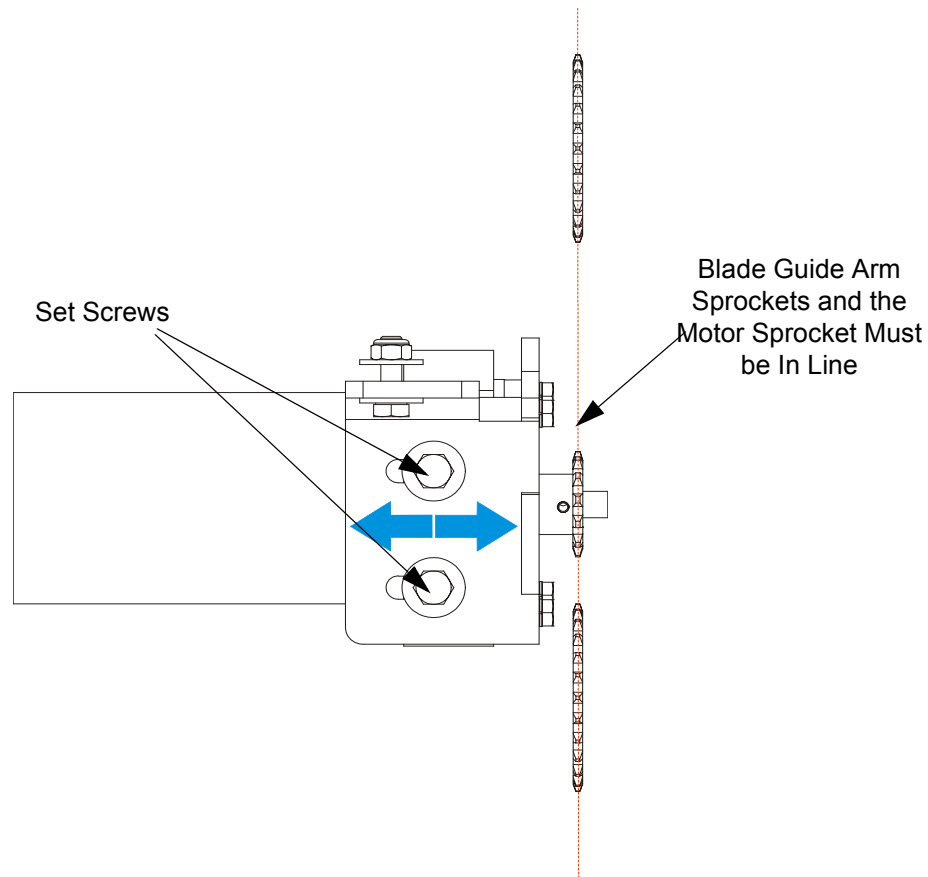 Set Screws
Blade Guide Arm
Sprockets and the
Motor Sprocket Must
be In Line